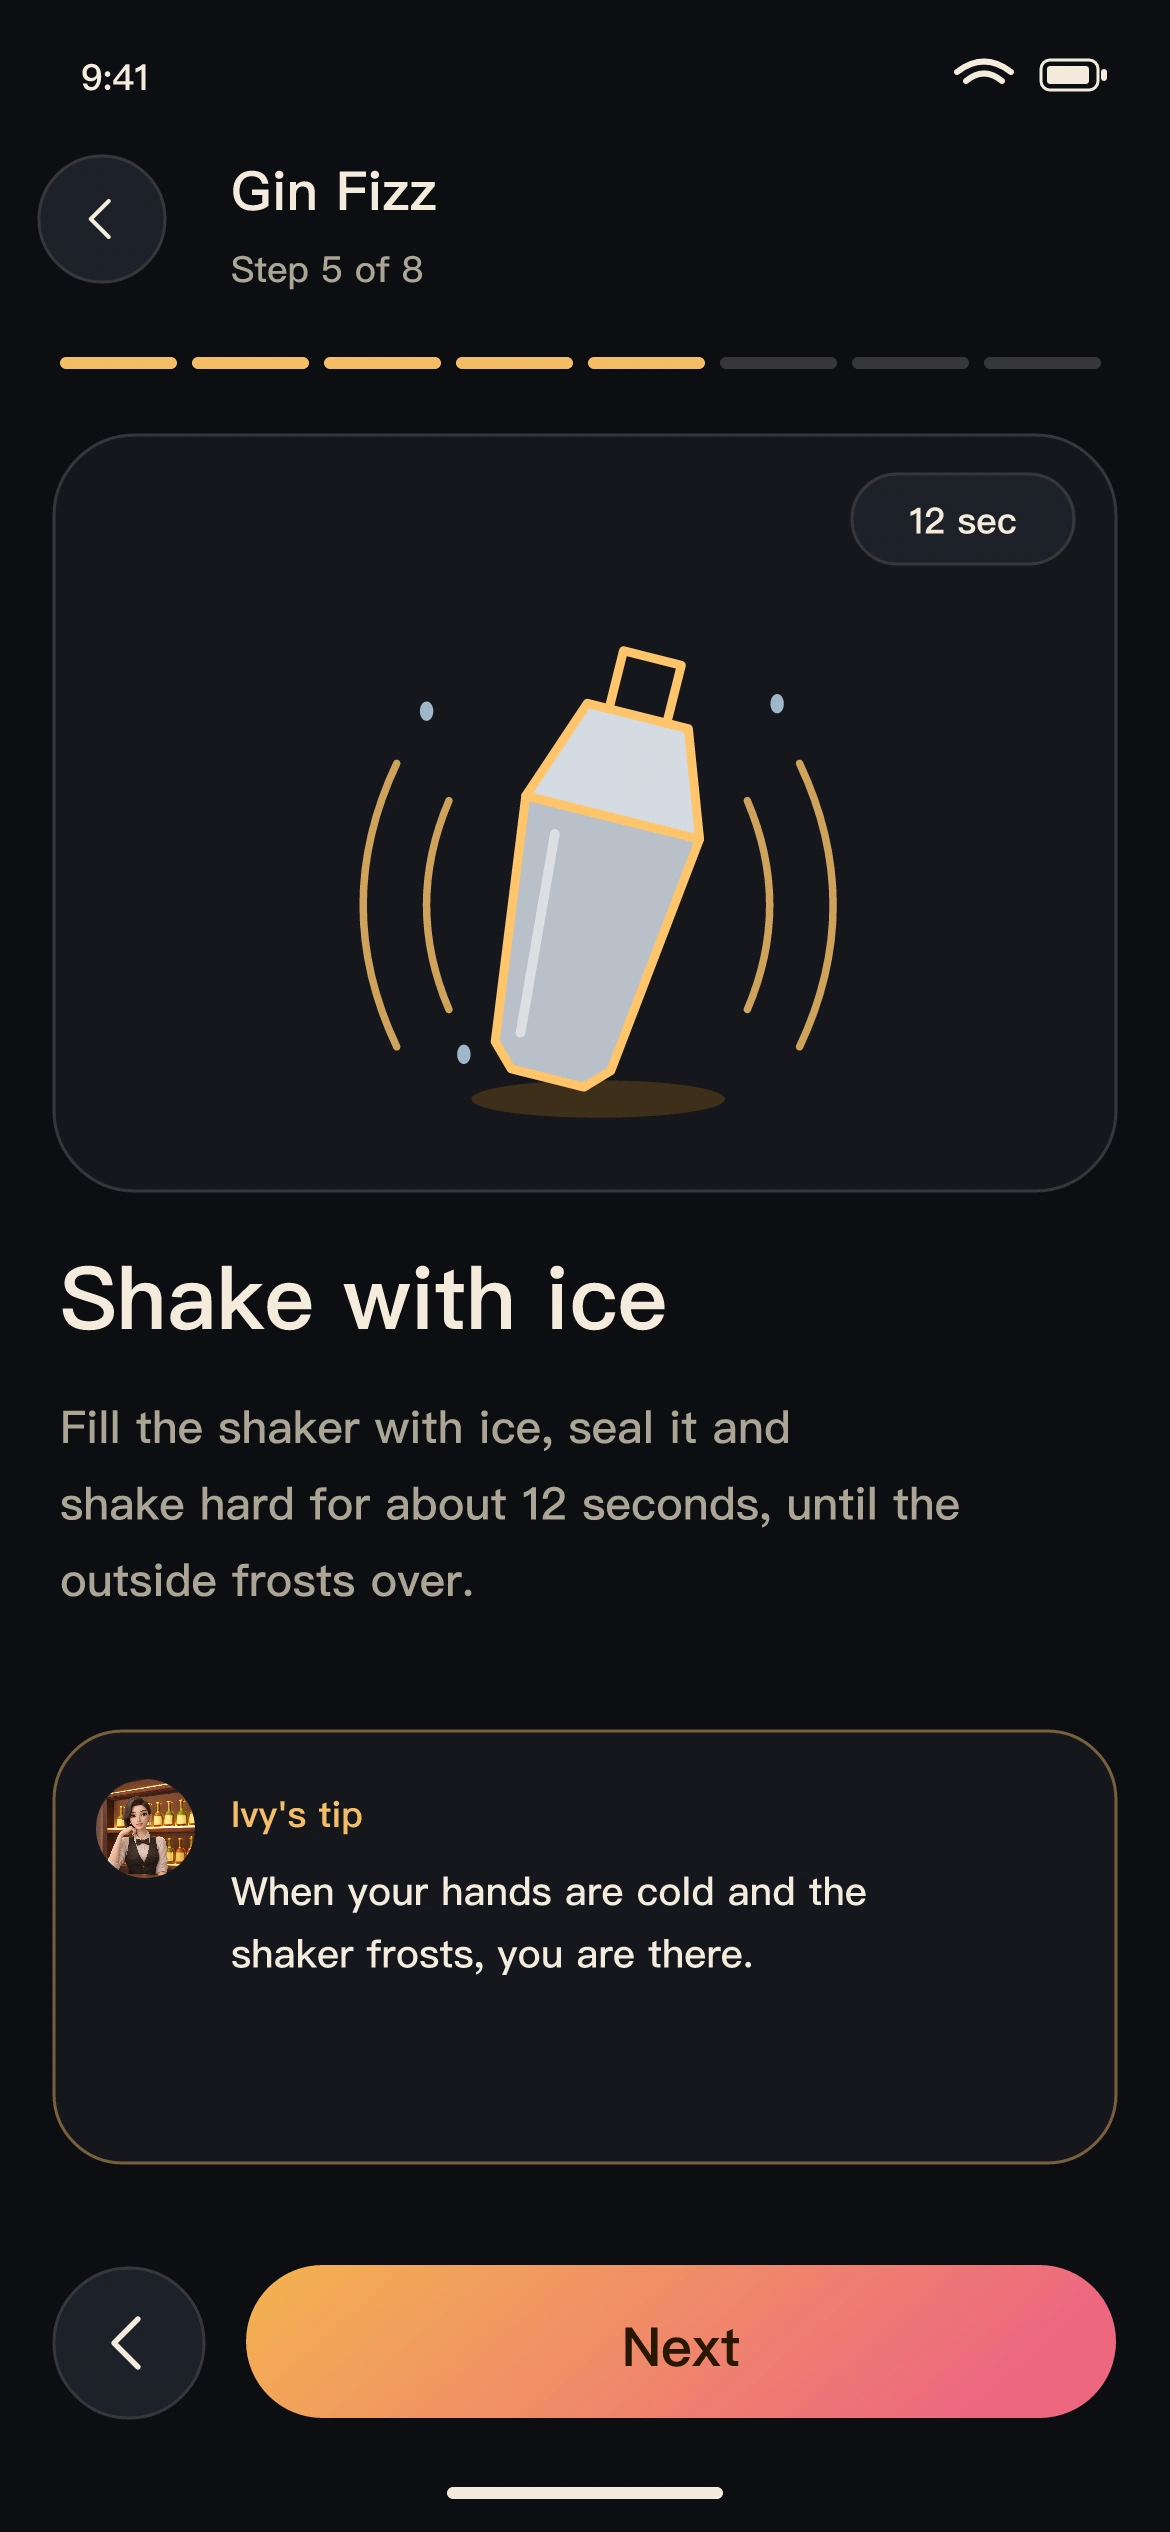 9:41
Gin Fizz
Step 5 of 8
12 sec
Shake with ice
Fill the shaker with ice, seal it and
shake hard for about 12 seconds, until the
outside frosts over.
Ivy's tip
When your hands are cold and the
shaker frosts, you are there.
Next